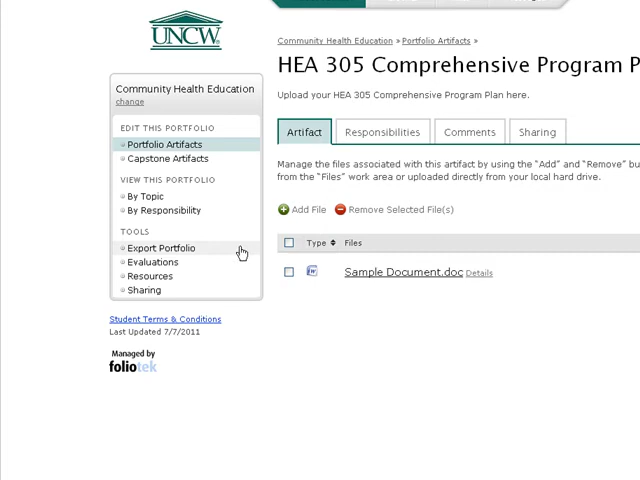 UNCW
Community Health Education » Portfolio Artifacts »
HEA 305 Comprehensive Program P
Community Health Education
change
Upload your HEA 305 Comprehensive Program Plan here.
EDIT THIS PORTFOLIO
Portfolio Artifacts
Capstone Artifacts
VIEW THIS PORTFOLIO
By Topic
By Responsibility
TOOLS
Export Portfolio
Evaluations
Resources
Sharing
Artifact Responsibilities Comments Sharing
Manage the files associated with this artifact by using the "Add" and "Remove" bu
from the "Files" work area or uploaded directly from your local hard drive.
Add File Remove Selected File(s)
Type Files
Sample Document.doc Details
Student Terms & Conditions
Last Updated 7/7/2011
Managed by
foliotek